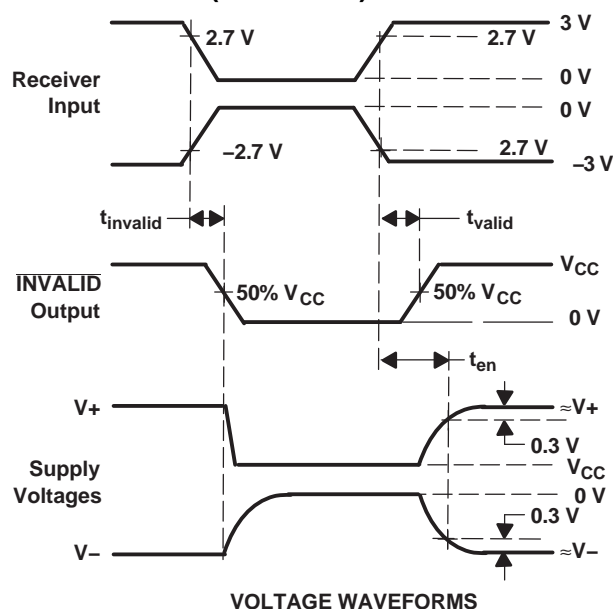 3 V
2.7 V
2.7 V
Receiver
Input
0 V
0 V
–2.7 V
2.7 V
–3 V
tinvalid
tvalid
INVALID
Output
VCC
50% VCC
50% VCC
0 V
ten
V+
≈V+
0.3 V
Supply
Voltages
VCC
0 V
0.3 V
V–
≈V–
VOLTAGE WAVEFORMS